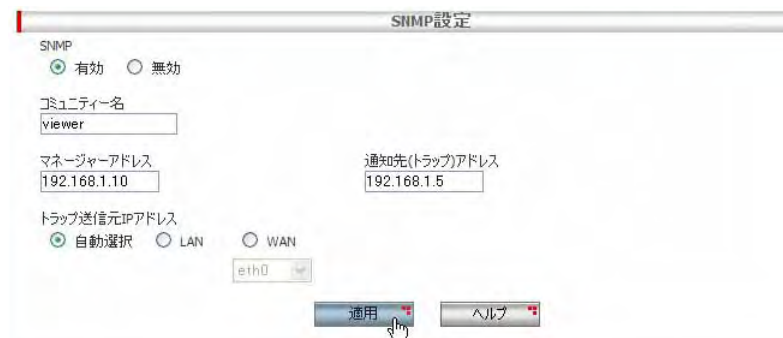 SNMP設定
SNMP
有効 無効
コミュニティー名
viewer
マネージャーアドレス 通知先(トラップ)アドレス
192.168.1.10 192.168.1.5
トラップ送信元IPアドレス
自動選択 LAN WAN
eth0
適用 ヘルプ